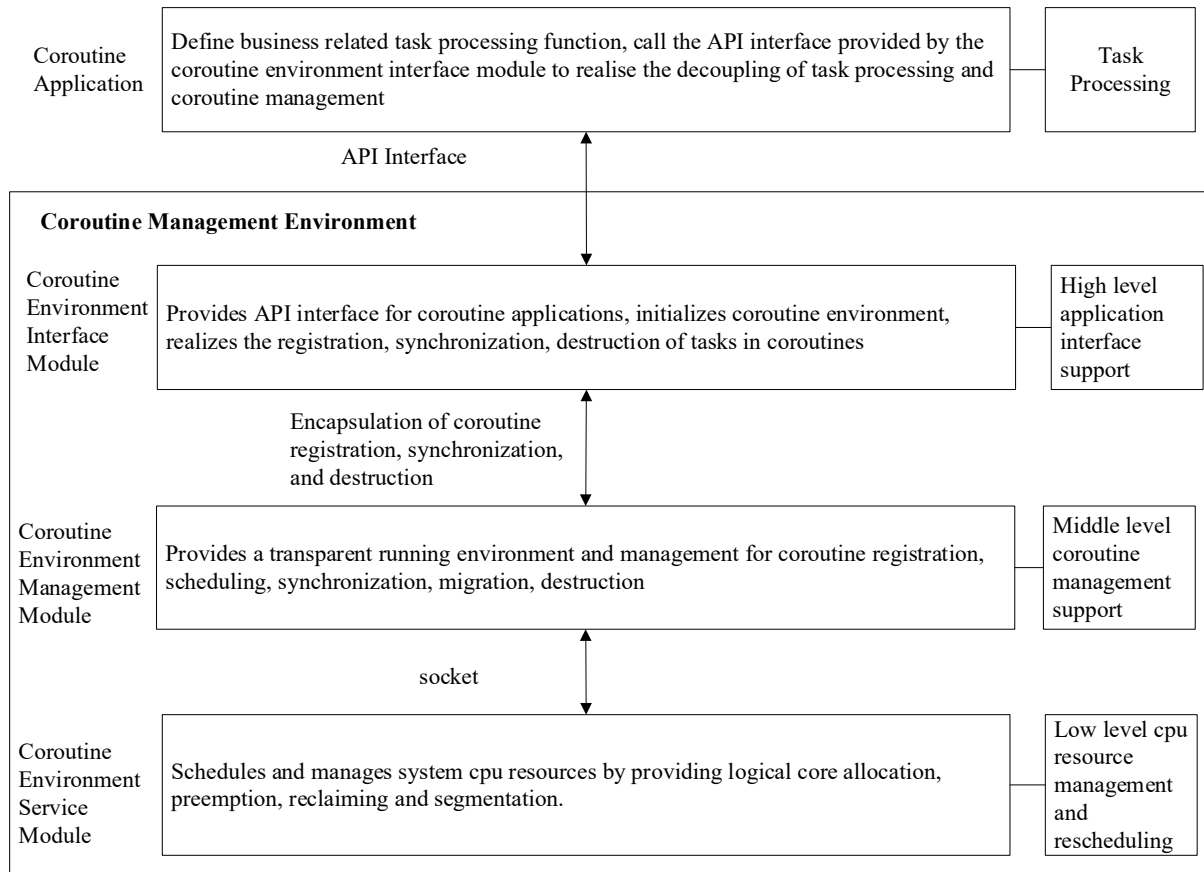 Coroutine
Application
Define business related task processing function, call the API interface provided by the
coroutine environment interface module to realise the decoupling of task processing and
coroutine management
Task
Processing
API Interface
Coroutine Management Environment
Coroutine
Environment
Interface
Module
Provides API interface for coroutine applications, initializes coroutine environment,
realizes the registration, synchronization, destruction of tasks in coroutines
High level
application
interface
support
Encapsulation of coroutine
registration, synchronization,
and destruction
Coroutine
Environment
Management
Module
Provides a transparent running environment and management for coroutine registration,
scheduling, synchronization, migration, destruction
Middle level
coroutine
management
support
socket
Coroutine
Environment
Service
Module
Schedules and manages system cpu resources by providing logical core allocation,
preemption, reclaiming and segmentation.
Low level cpu
resource
management
and
rescheduling